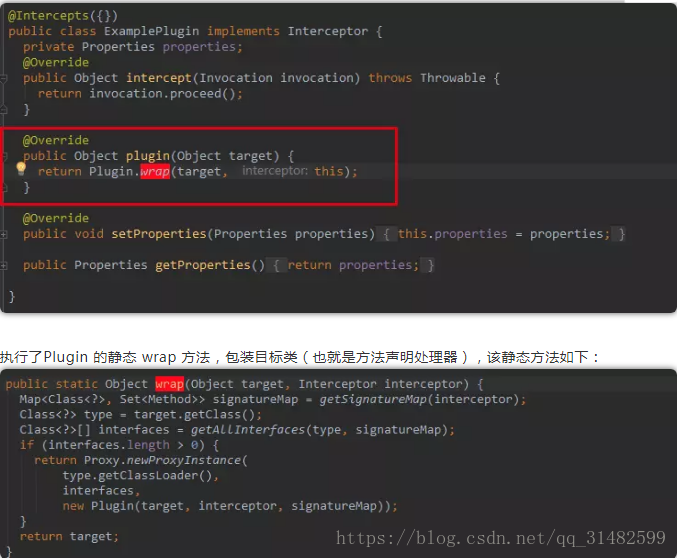 @Intercepts({})
public class ExamplePlugin implements Interceptor {
private Properties properties;
@Override
public Object intercept(Invocation invocation) throws Throwable {
return invocation.proceed();
}
@Override
public Object plugin(Object target) {
return Plugin.wrap(target, interceptor: this);
}
@Override
public void setProperties(Properties properties) { this.properties = properties; }
public Properties getProperties() { return properties; }
}
执行了Plugin 的静态 wrap 方法，包装目标类（也就是方法声明处理器），该静态方法如下：
public static Object wrap(Object target, Interceptor interceptor) {
Map<Class<?>, Set<Method>> signatureMap = getSignatureMap(interceptor);
Class<?> type = target.getClass();
Class<?>[] interfaces = getAllInterfaces(type, signatureMap);
if (interfaces.length > 0) {
return Proxy.newProxyInstance(
type.getClassLoader(),
interfaces,
new Plugin(target, interceptor, signatureMap));
}
return target;
}
https://blog.csdn.net/qq_31482599